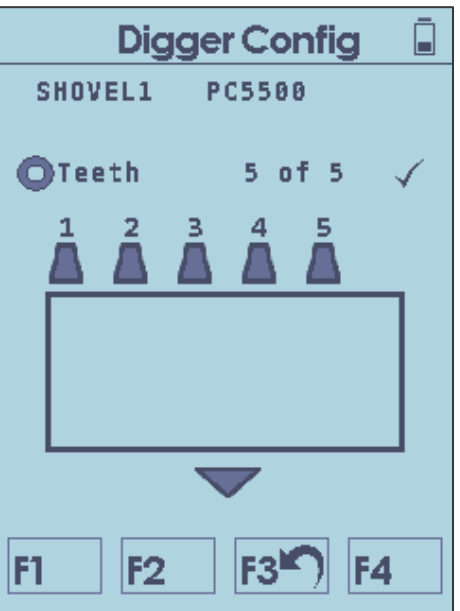 Digger Config
SHOVEL1 PC5500
Teeth 5 of 5
1 2 3 4 5
F1 F2 F3 F4